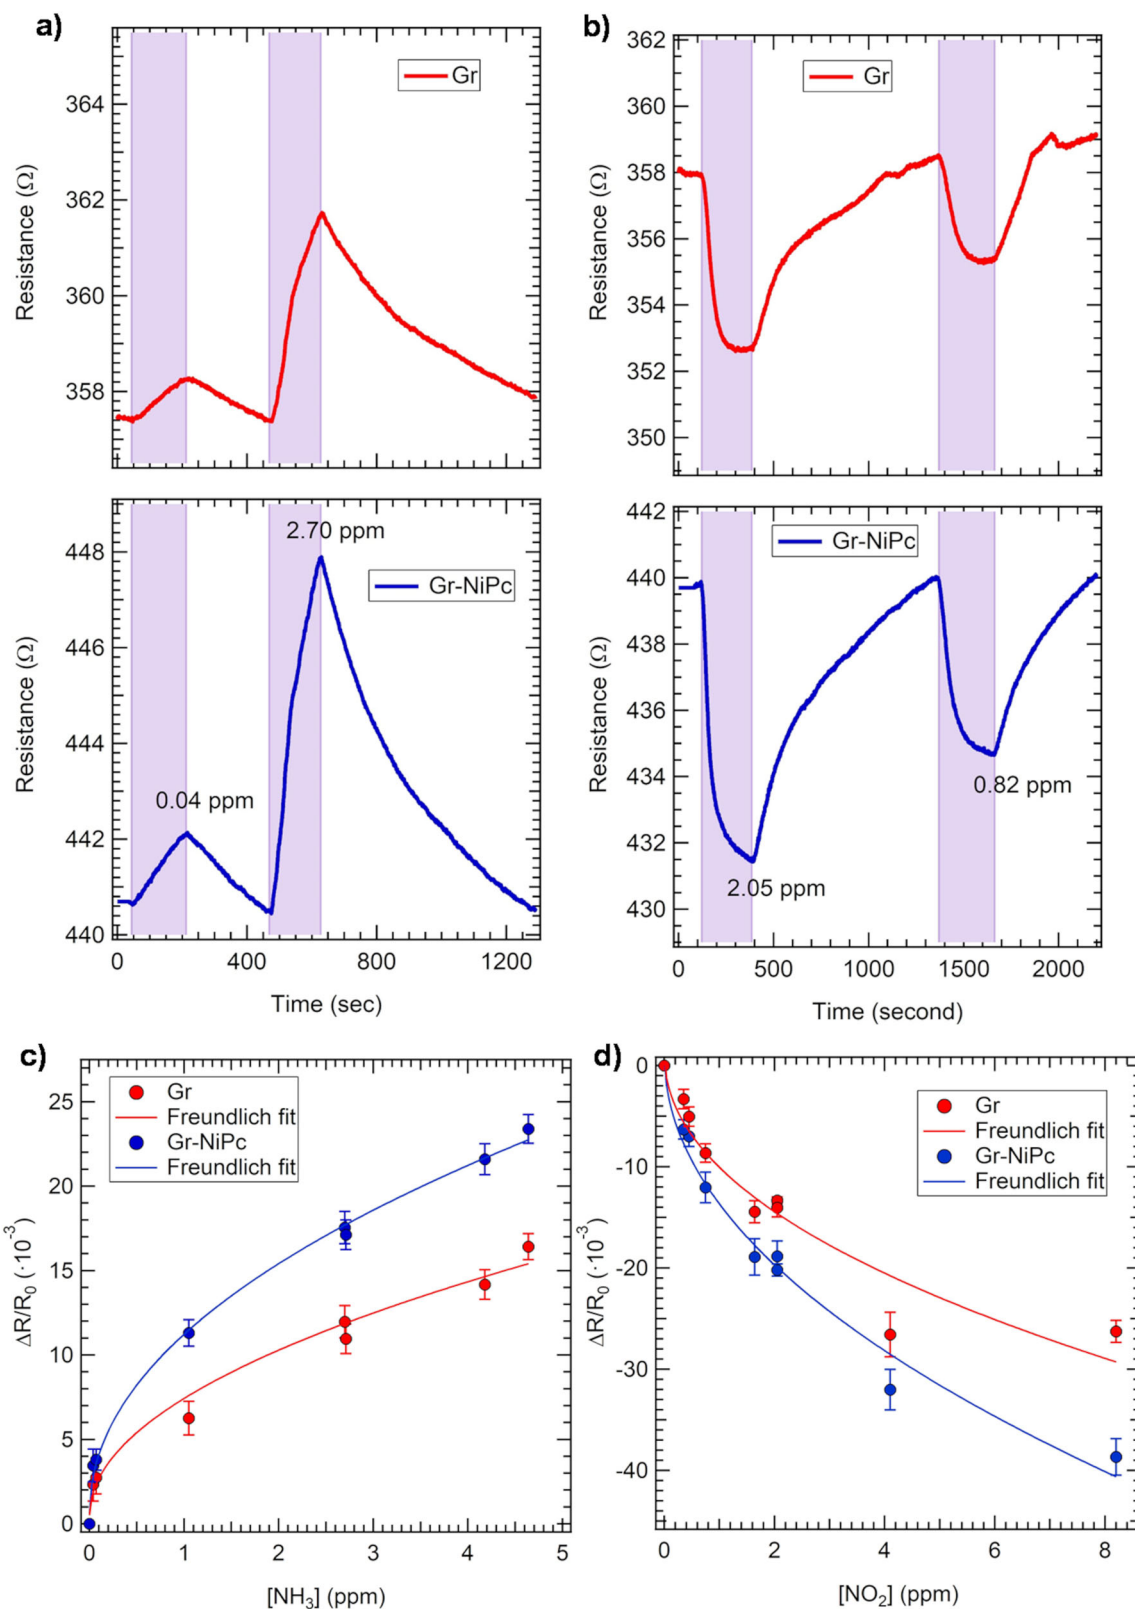 a)
Gr
364
362
360
358
Resistance (Ω)
b)
Gr
362
360
358
356
354
352
350
Resistance (Ω)
2.70 ppm
Gr-NiPc
0.04 ppm
448
446
444
442
440
Resistance (Ω)
0
400
800
1200
Time (sec)
Gr-NiPc
0.82 ppm
2.05 ppm
442
440
438
436
434
432
430
Resistance (Ω)
0
500
1000
1500
2000
Time (second)
c)
Gr
Freundlich fit
Gr-NiPc
Freundlich fit
25
20
15
10
5
0
ΔR/R₀ (·10⁻³)
0
1
2
3
4
5
[NH₃] (ppm)
d)
Gr
Freundlich fit
Gr-NiPc
Freundlich fit
0
-10
-20
-30
-40
ΔR/R₀ (·10⁻³)
0
2
4
6
8
[NO₂] (ppm)